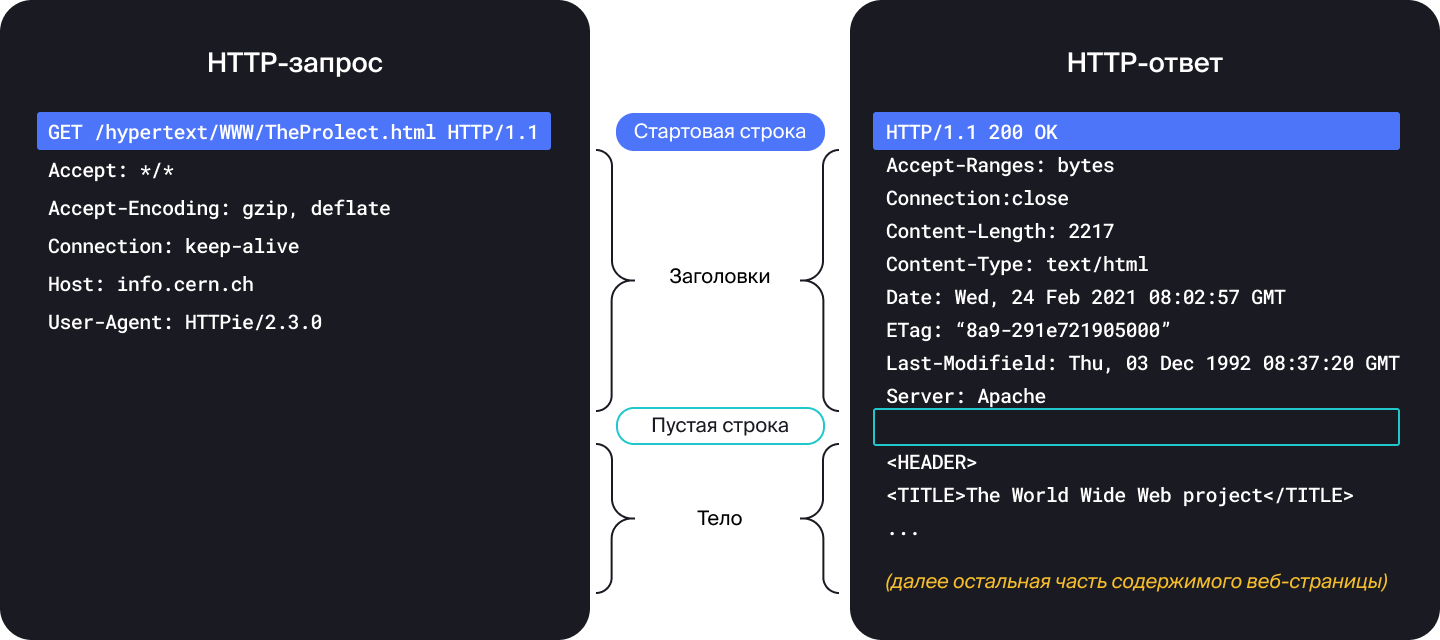 HTTP-запрос
GET /hypertext/WWW/TheProlect.html HTTP/1.1
Accept: */*
Accept-Encoding: gzip, deflate
Connection: keep-alive
Host: info.cern.ch
User-Agent: HTTPie/2.3.0
Стартовая строка
Заголовки
Пустая строка
Тело
HTTP-ответ
HTTP/1.1 200 OK
Accept-Ranges: bytes
Connection:close
Content-Length: 2217
Content-Type: text/html
Date: Wed, 24 Feb 2021 08:02:57 GMT
ETag: “8a9-291e721905000”
Last-Modifield: Thu, 03 Dec 1992 08:37:20 GMT
Server: Apache
<HEADER>
<TITLE>The World Wide Web project</TITLE>
...
(далее остальная часть содержимого веб-страницы)